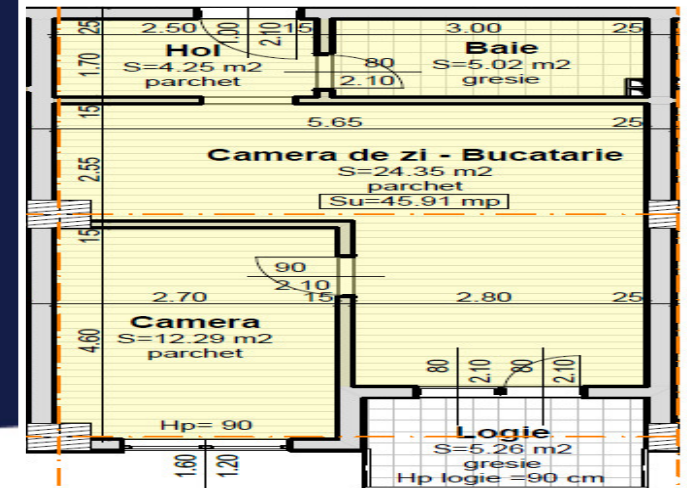 25
2.50
15
3.00
25
1.00
2.10
Hol
S=4.25 m2
parchet
1.70
80
2.10
Baie
S=5.02 m2
gresie
15
5.65
25
2.55
Camera de zi - Bucatarie
S=24.35 m2
parchet
Su=45.91 mp
15
90
2.10
2.70
15
2.80
25
Camera
S=12.29 m2
parchet
4.60
80
2.10
80
2.10
Hp= 90
1.60
1.20
Logie
S=5.26 m2
gresie
Hp logie =90 cm